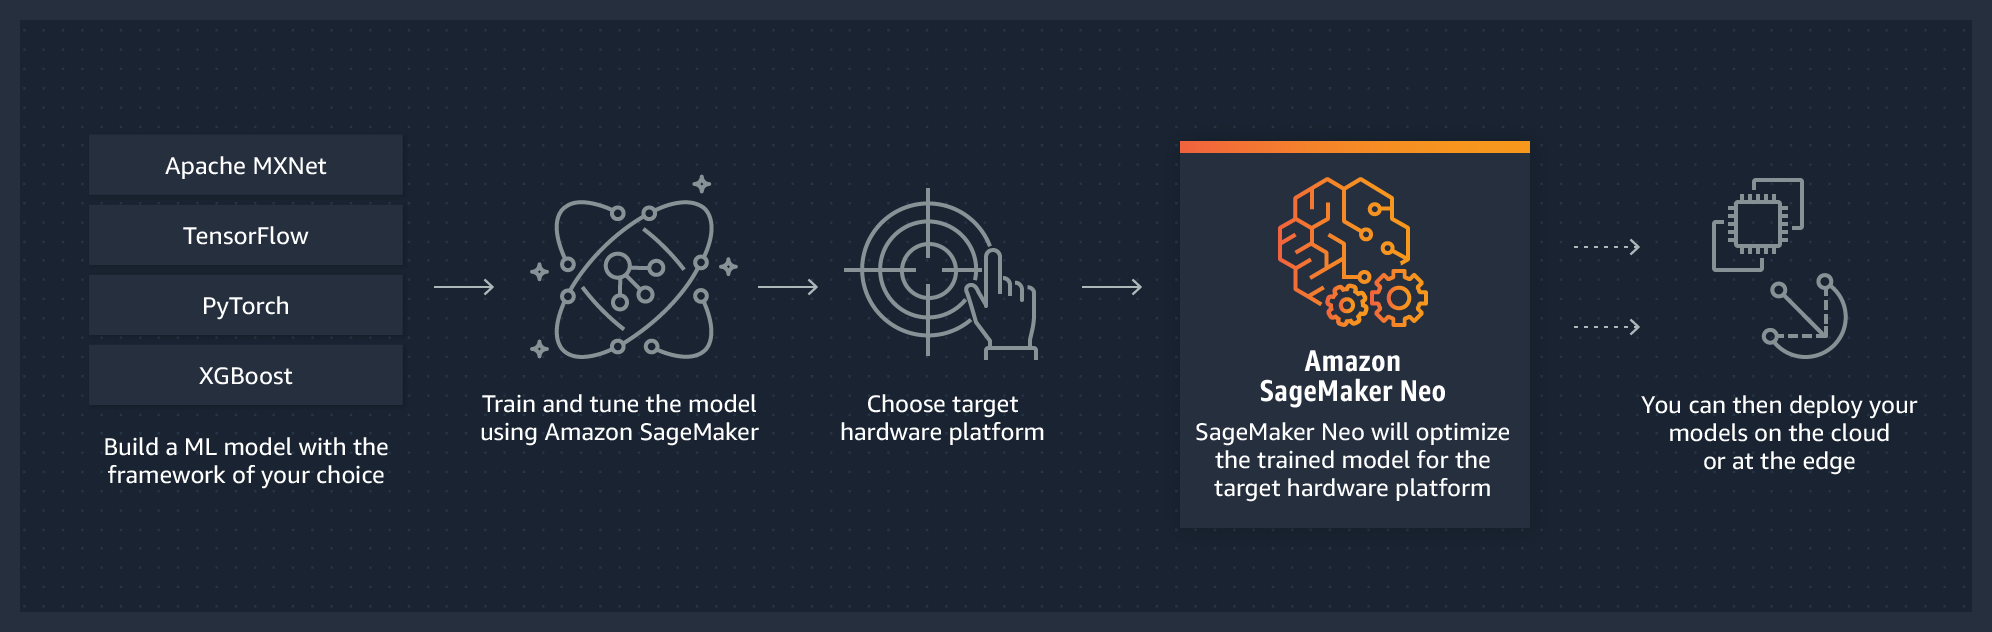 Apache MXNet
TensorFlow
PyTorch
XGBoost
Build a ML model with the
framework of your choice
Train and tune the model
using Amazon SageMaker
Choose target
hardware platform
Amazon
SageMaker Neo
SageMaker Neo will optimize
the trained model for the
target hardware platform
You can then deploy your
models on the cloud
or at the edge